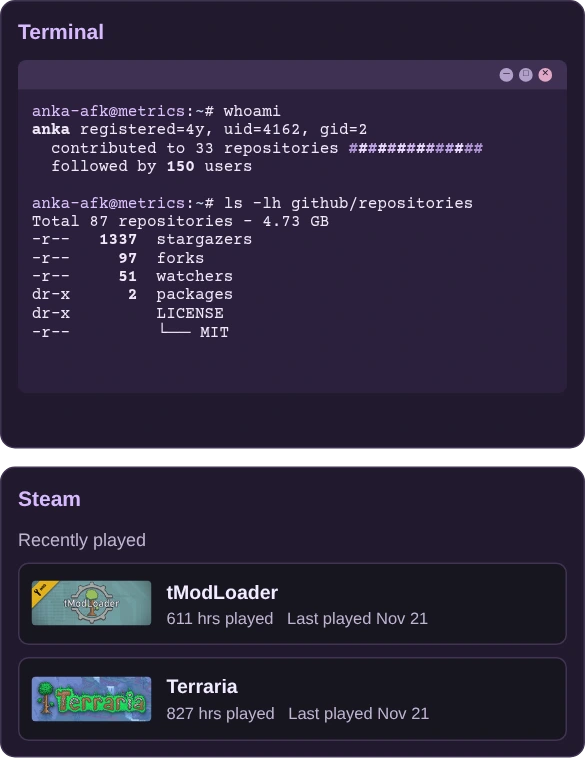 Terminal
anka-afk@metrics:~# whoami
anka registered=4y, uid=4162, gid=2
contributed to 33 repositories ##############
followed by 150 users
anka-afk@metrics:~# ls -lh github/repositories
Total 87 repositories - 4.73 GB
-r-- 1337 stargazers
-r-- 97 forks
-r-- 51 watchers
dr-x 2 packages
dr-x LICENSE
-r-- └── MIT
Steam
Recently played
tModLoader
tModLoader
611 hrs played Last played Nov 21
Terraria
Terraria
827 hrs played Last played Nov 21